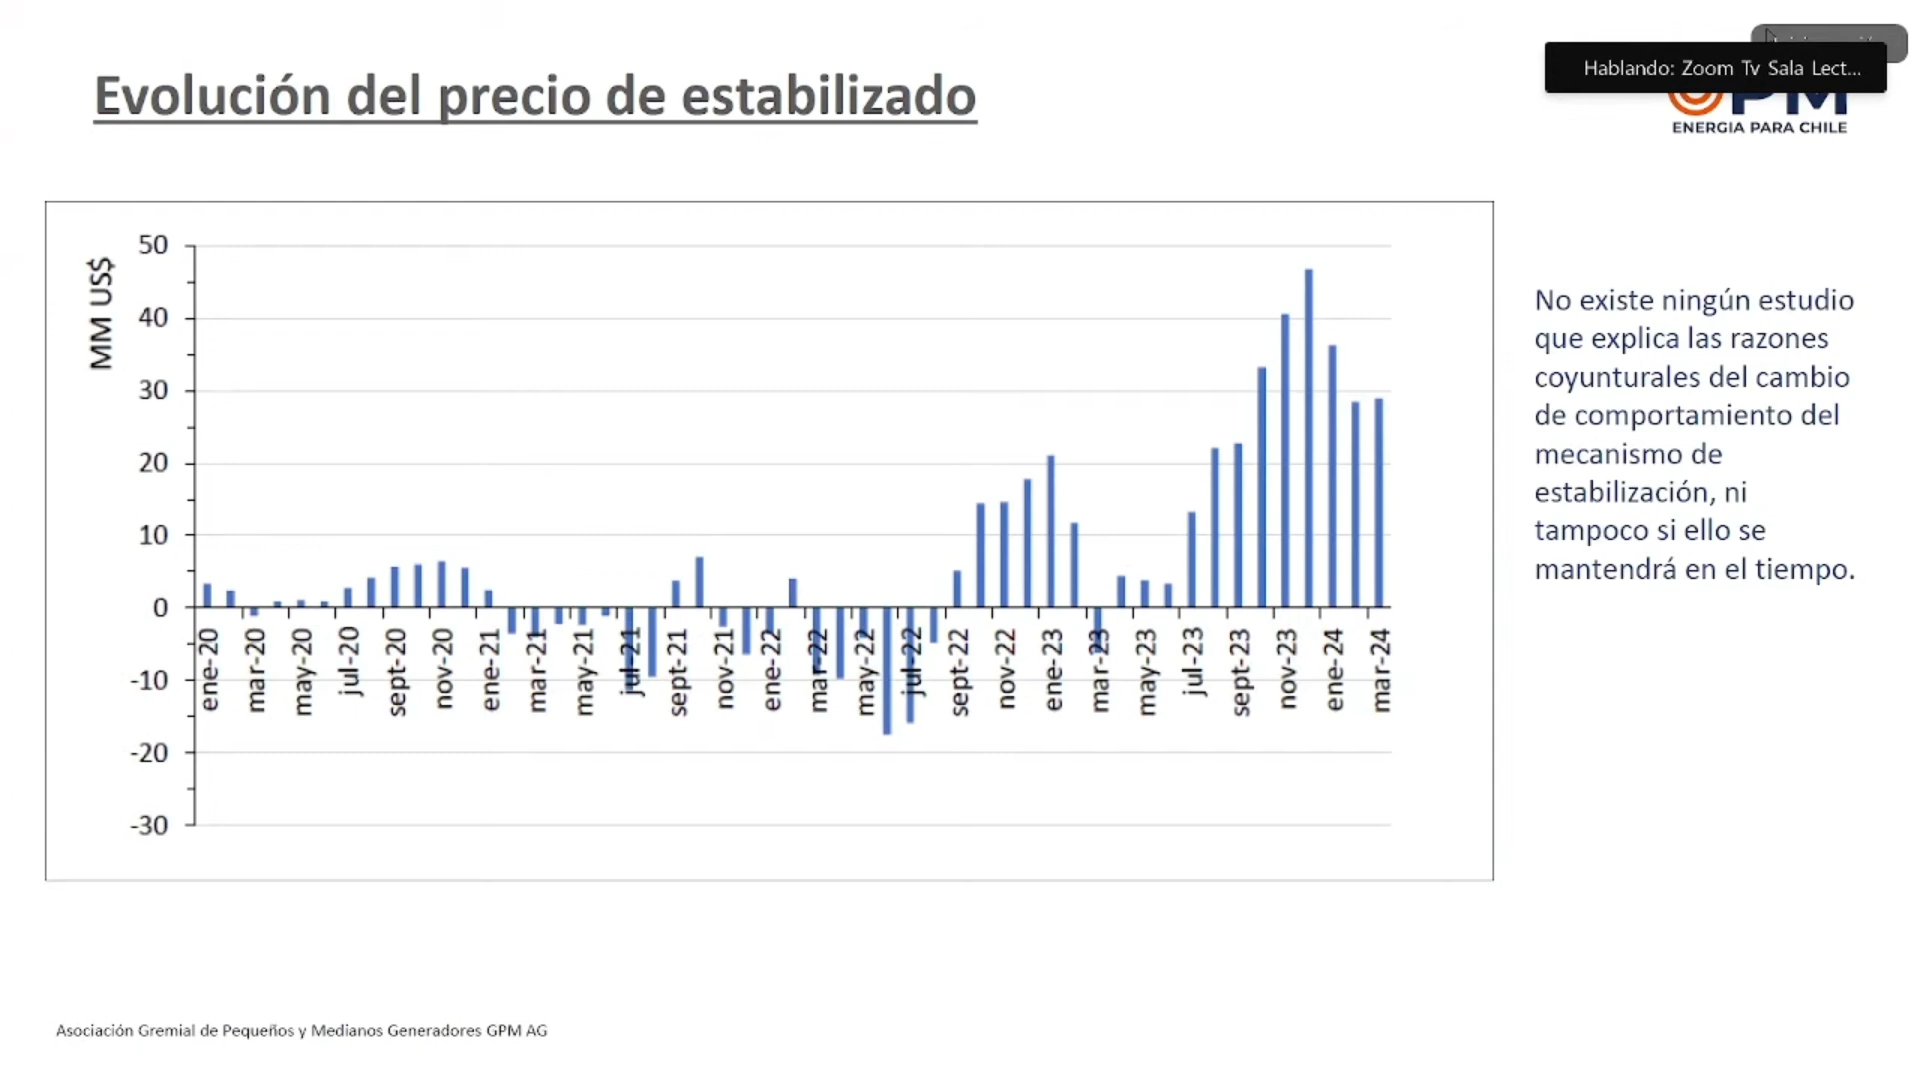 Evolución del precio de estabilizado
Hablando: Zoom Tv Sala Lect...
ENERGIA PARA CHILE
MM US$
50
40
30
20
10
0
-10
-20
-30
ene-20
mar-20
may-20
jul-20
sept-20
nov-20
ene-21
mar-21
may-21
jul-21
sept-21
nov-21
ene-22
mar-22
may-22
jul-22
sept-22
nov-22
ene-23
mar-23
may-23
jul-23
sept-23
nov-23
ene-24
mar-24
No existe ningún estudio
que explica las razones
coyunturales del cambio
de comportamiento del
mecanismo de
estabilización, ni
tampoco si ello se
mantendrá en el tiempo.
Asociación Gremial de Pequeños y Medianos Generadores GPM AG